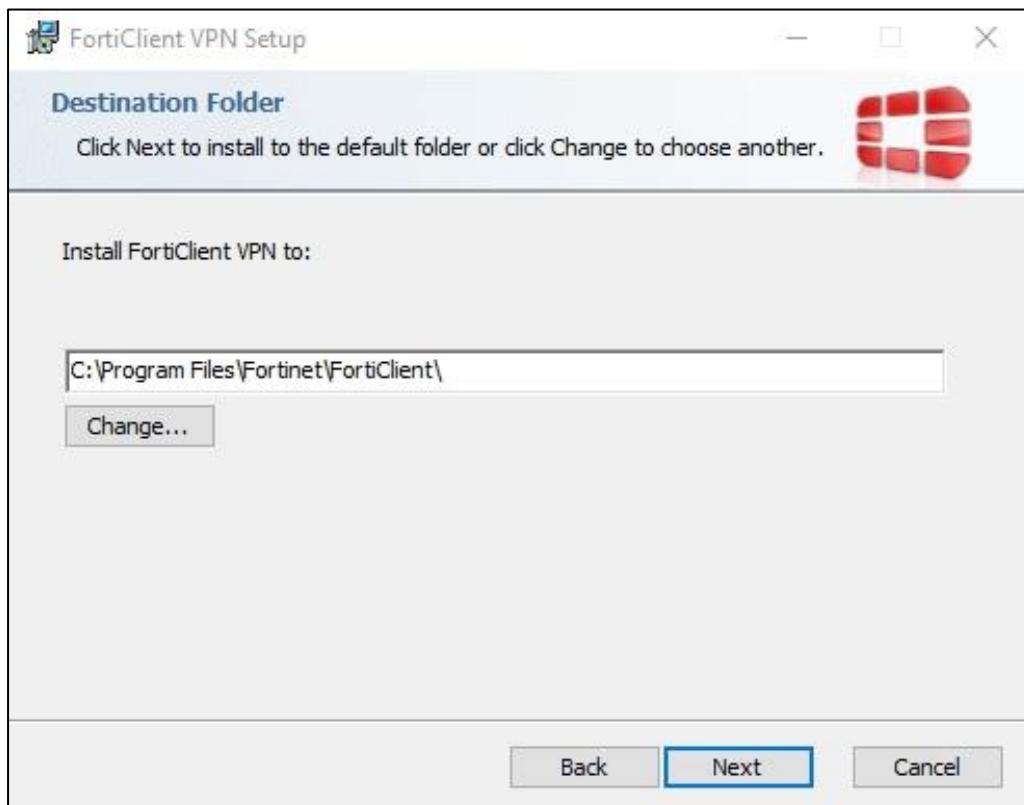 FortiClient VPN Setup
Destination Folder
Click Next to install to the default folder or click Change to choose another.
Install FortiClient VPN to:
C:\Program Files\Fortinet\FortiClient\
Change...
Back Next Cancel